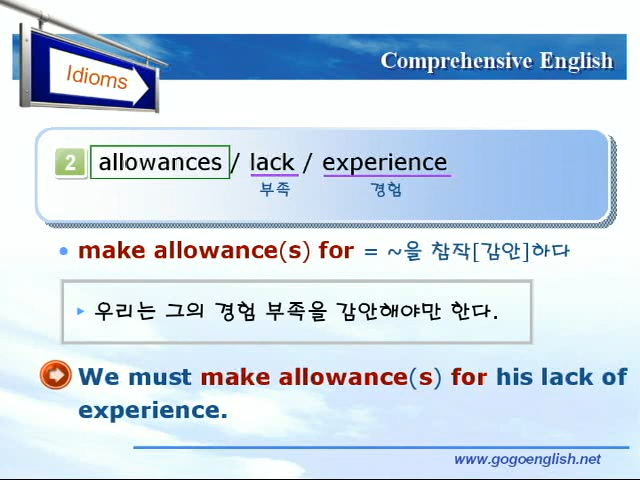 Idioms
Comprehensive English
2 allowances / lack / experience
부족 경험
• make allowance(s) for = ~을 참작[감안]하다
우리는 그의 경험 부족을 감안해야만 한다.
We must make allowance(s) for his lack of
experience.
www.gogoenglish.net